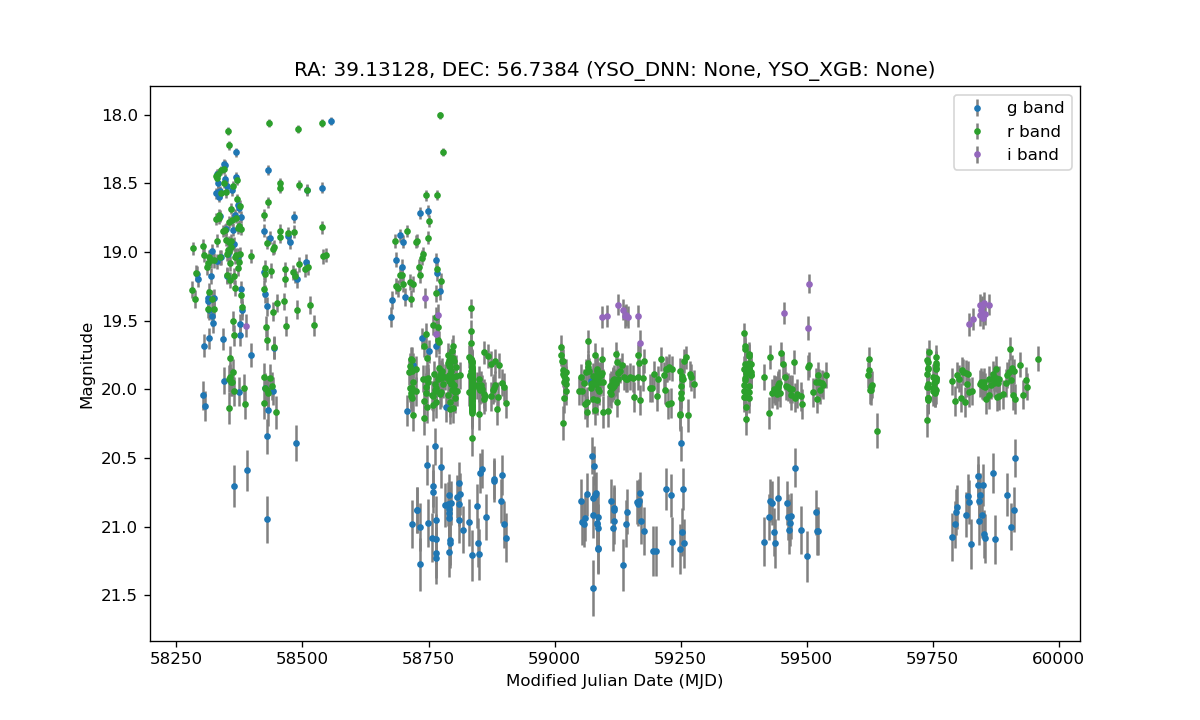 RA: 39.13128, DEC: 56.7384 (YSO_DNN: None, YSO_XGB: None)
g band
r band
i band
18.0
18.5
19.0
19.5
20.0
20.5
21.0
21.5
Magnitude
58250 58500 58750 59000 59250 59500 59750 60000
Modified Julian Date (MJD)